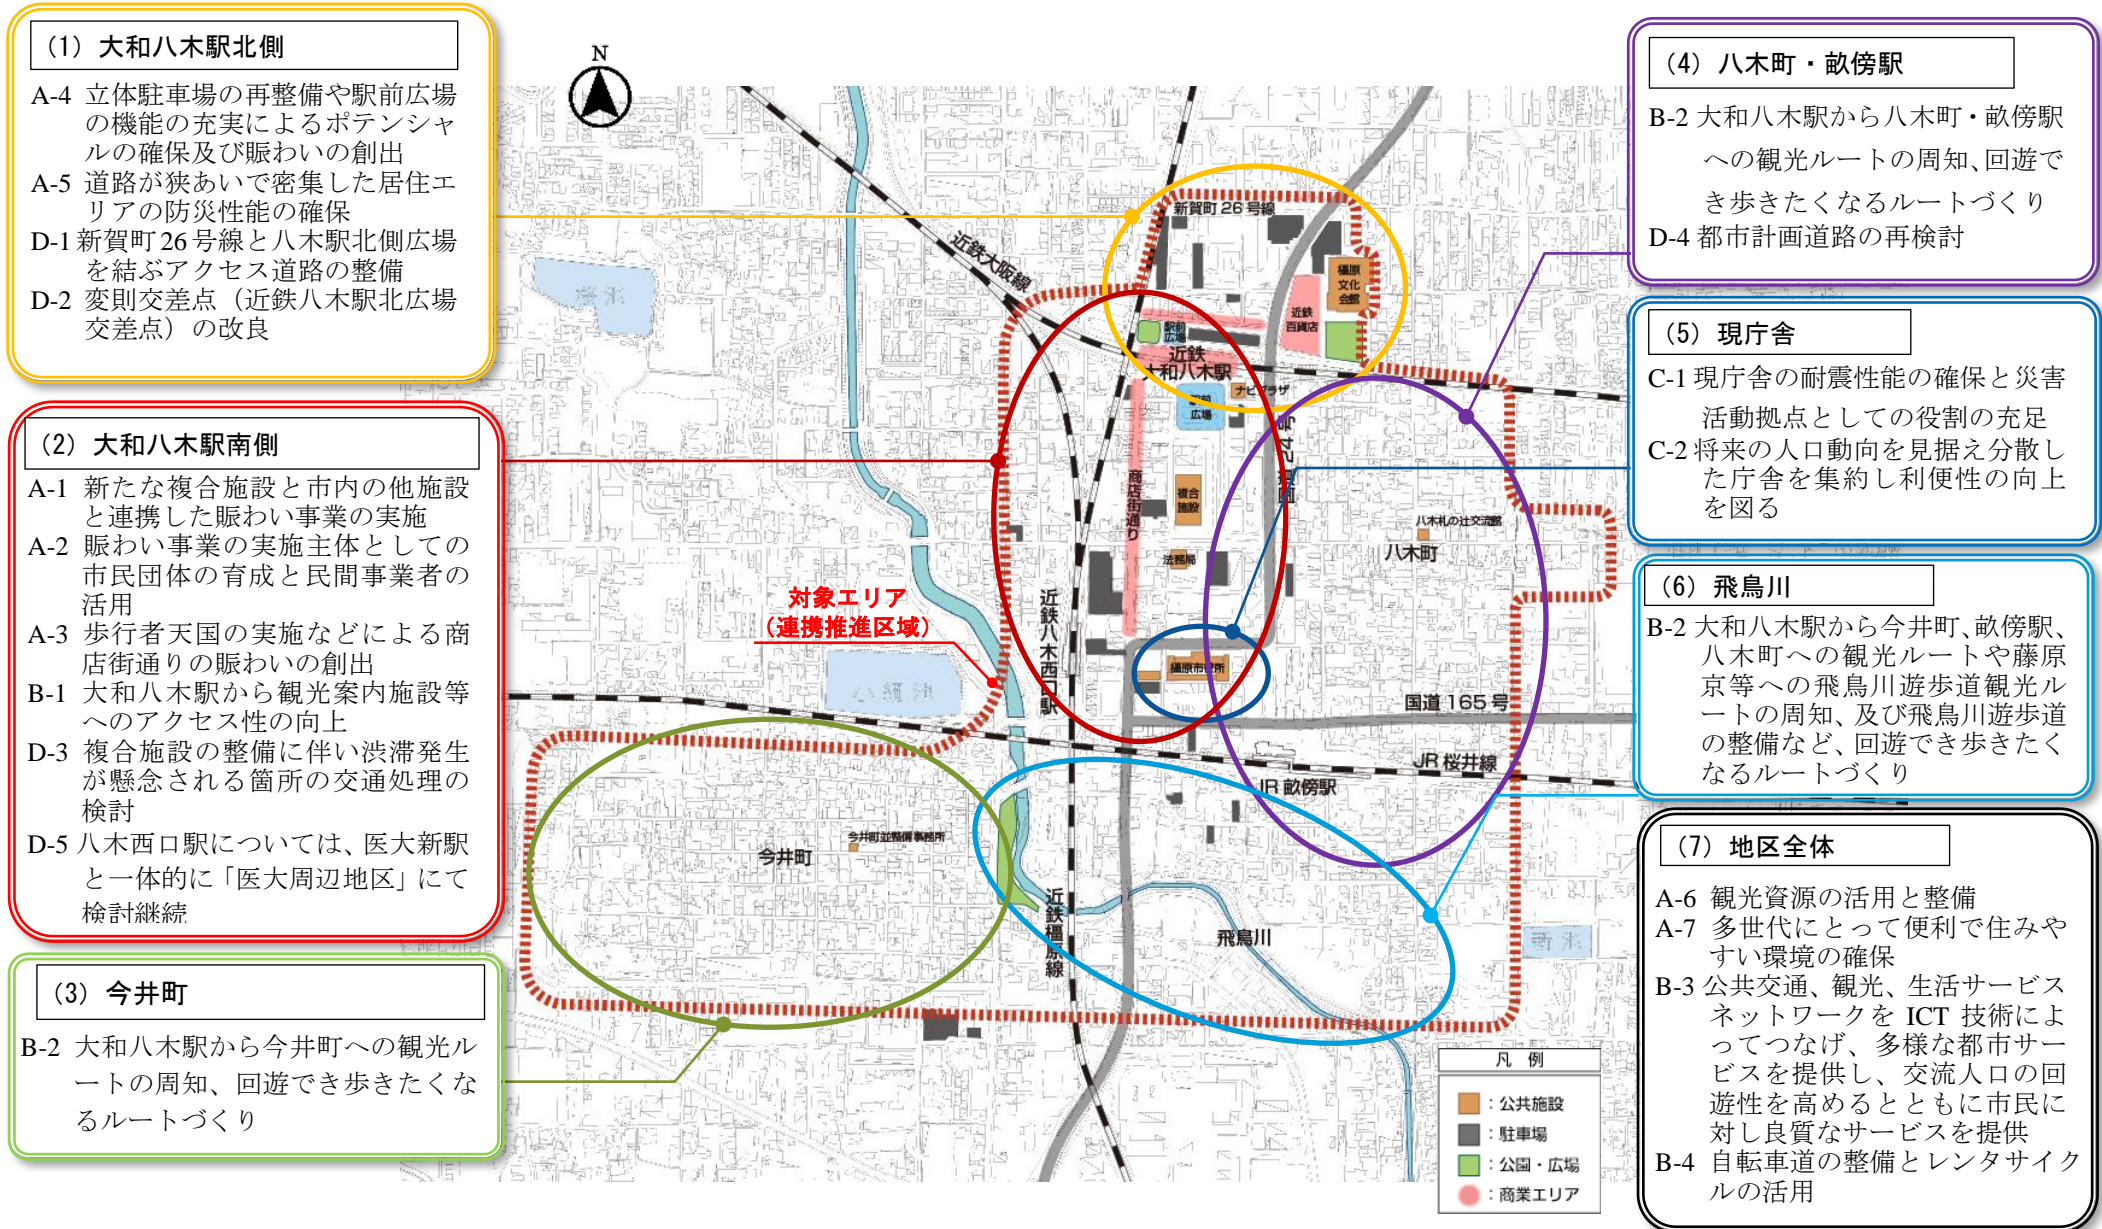 (1) 大和八木駅北側
A-4 立体駐車場の再整備や駅前広場
の機能の充実によるポテンシャ
ルの確保及び賑わいの創出
A-5 道路が狭あいで密集した居住エ
リアの防災性能の確保
D-1 新賀町 26 号線と八木駅北側広場
を結ぶアクセス道路の整備
D-2 変則交差点（近鉄八木駅北広場
交差点）の改良
(2) 大和八木駅南側
A-1 新たな複合施設と市内の他施設
と連携した賑わい事業の実施
A-2 賑わい事業の実施主体としての
市民団体の育成と民間事業者の
活用
A-3 歩行者天国の実施などによる商
店街通りの賑わいの創出
B-1 大和八木駅から観光案内施設等
へのアクセス性の向上
D-3 複合施設の整備に伴い渋滞発生
が懸念される箇所の交通処理の
検討
D-5 八木西口駅については、医大新駅
と一体的に「医大周辺地区」にて
検討継続
(3) 今井町
B-2 大和八木駅から今井町への観光ル
ートの周知、回遊でき歩きたくな
るルートづくり
N
新賀町 26 号線
近鉄大阪線
橿原
文化
会館
近鉄
百貨店
駅前
広場
近鉄
大和八木駅
ナビプラザ
駅前
広場
国道24号
商店街通り
複合
施設
法務局
八木札の辻交流館
八木町
対象エリア
（連携推進区域）
近鉄八木西口駅
橿原市役所
国道 165 号
JR 桜井線
JR 畝傍駅
今井町並整備事務所
今井町
近鉄橿原線
飛鳥川
凡 例
：公共施設
：駐車場
：公園・広場
：商業エリア
(4) 八木町・畝傍駅
B-2 大和八木駅から八木町・畝傍駅
への観光ルートの周知、回遊で
き歩きたくなるルートづくり
D-4 都市計画道路の再検討
(5) 現庁舎
C-1 現庁舎の耐震性能の確保と災害
活動拠点としての役割の充足
C-2 将来の人口動向を見据え分散し
た庁舎を集約し利便性の向上
を図る
(6) 飛鳥川
B-2 大和八木駅から今井町、畝傍駅、
八木町への観光ルートや藤原
京等への飛鳥川遊歩道観光ル
ートの周知、及び飛鳥川遊歩道
の整備など、回遊でき歩きたく
なるルートづくり
(7) 地区全体
A-6 観光資源の活用と整備
A-7 多世代にとって便利で住みや
すい環境の確保
B-3 公共交通、観光、生活サービス
ネットワークを ICT 技術によ
ってつなげ、多様な都市サー
ビスを提供し、交流人口の回
遊性を高めるとともに市民に
対し良質なサービスを提供
B-4 自転車道の整備とレンタサイク
ルの活用